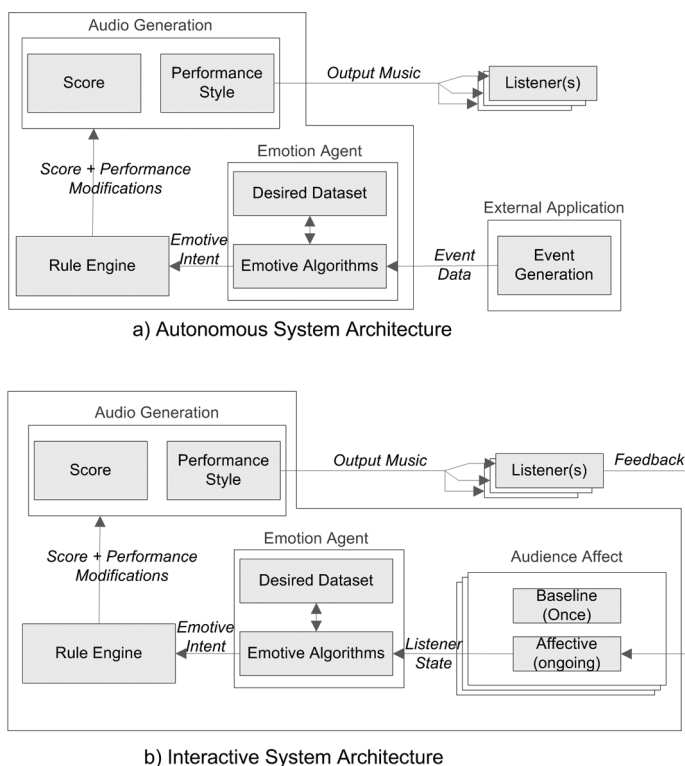 Audio Generation
Score
Performance
Style
Output Music
Listener(s)
Score + Performance
Modifications
Emotion Agent
Desired Dataset
External Application
Rule Engine
Emotive
Intent
Emotive Algorithms
Event
Data
Event
Generation
a) Autonomous System Architecture
Audio Generation
Score
Performance
Style
Output Music
Listener(s)
Feedback
Score + Performance
Modifications
Emotion Agent
Desired Dataset
Audience Affect
Baseline
(Once)
Rule Engine
Emotive
Intent
Emotive Algorithms
Listener
State
Affective
(ongoing)
b) Interactive System Architecture